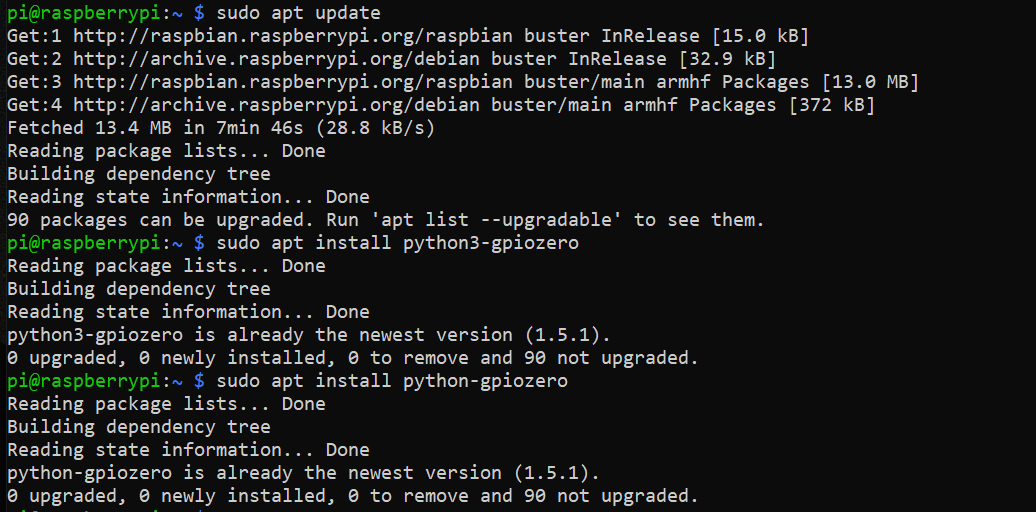 pi@raspberrypi:~ $ sudo apt update
Get:1 http://raspbian.raspberrypi.org/raspbian buster InRelease [15.0 kB]
Get:2 http://archive.raspberrypi.org/debian buster InRelease [32.9 kB]
Get:3 http://raspbian.raspberrypi.org/raspbian buster/main armhf Packages [13.0 MB]
Get:4 http://archive.raspberrypi.org/debian buster/main armhf Packages [372 kB]
Fetched 13.4 MB in 7min 46s (28.8 kB/s)
Reading package lists... Done
Building dependency tree
Reading state information... Done
90 packages can be upgraded. Run 'apt list --upgradable' to see them.
pi@raspberrypi:~ $ sudo apt install python3-gpiozero
Reading package lists... Done
Building dependency tree
Reading state information... Done
python3-gpiozero is already the newest version (1.5.1).
0 upgraded, 0 newly installed, 0 to remove and 90 not upgraded.
pi@raspberrypi:~ $ sudo apt install python-gpiozero
Reading package lists... Done
Building dependency tree
Reading state information... Done
python-gpiozero is already the newest version (1.5.1).
0 upgraded, 0 newly installed, 0 to remove and 90 not upgraded.